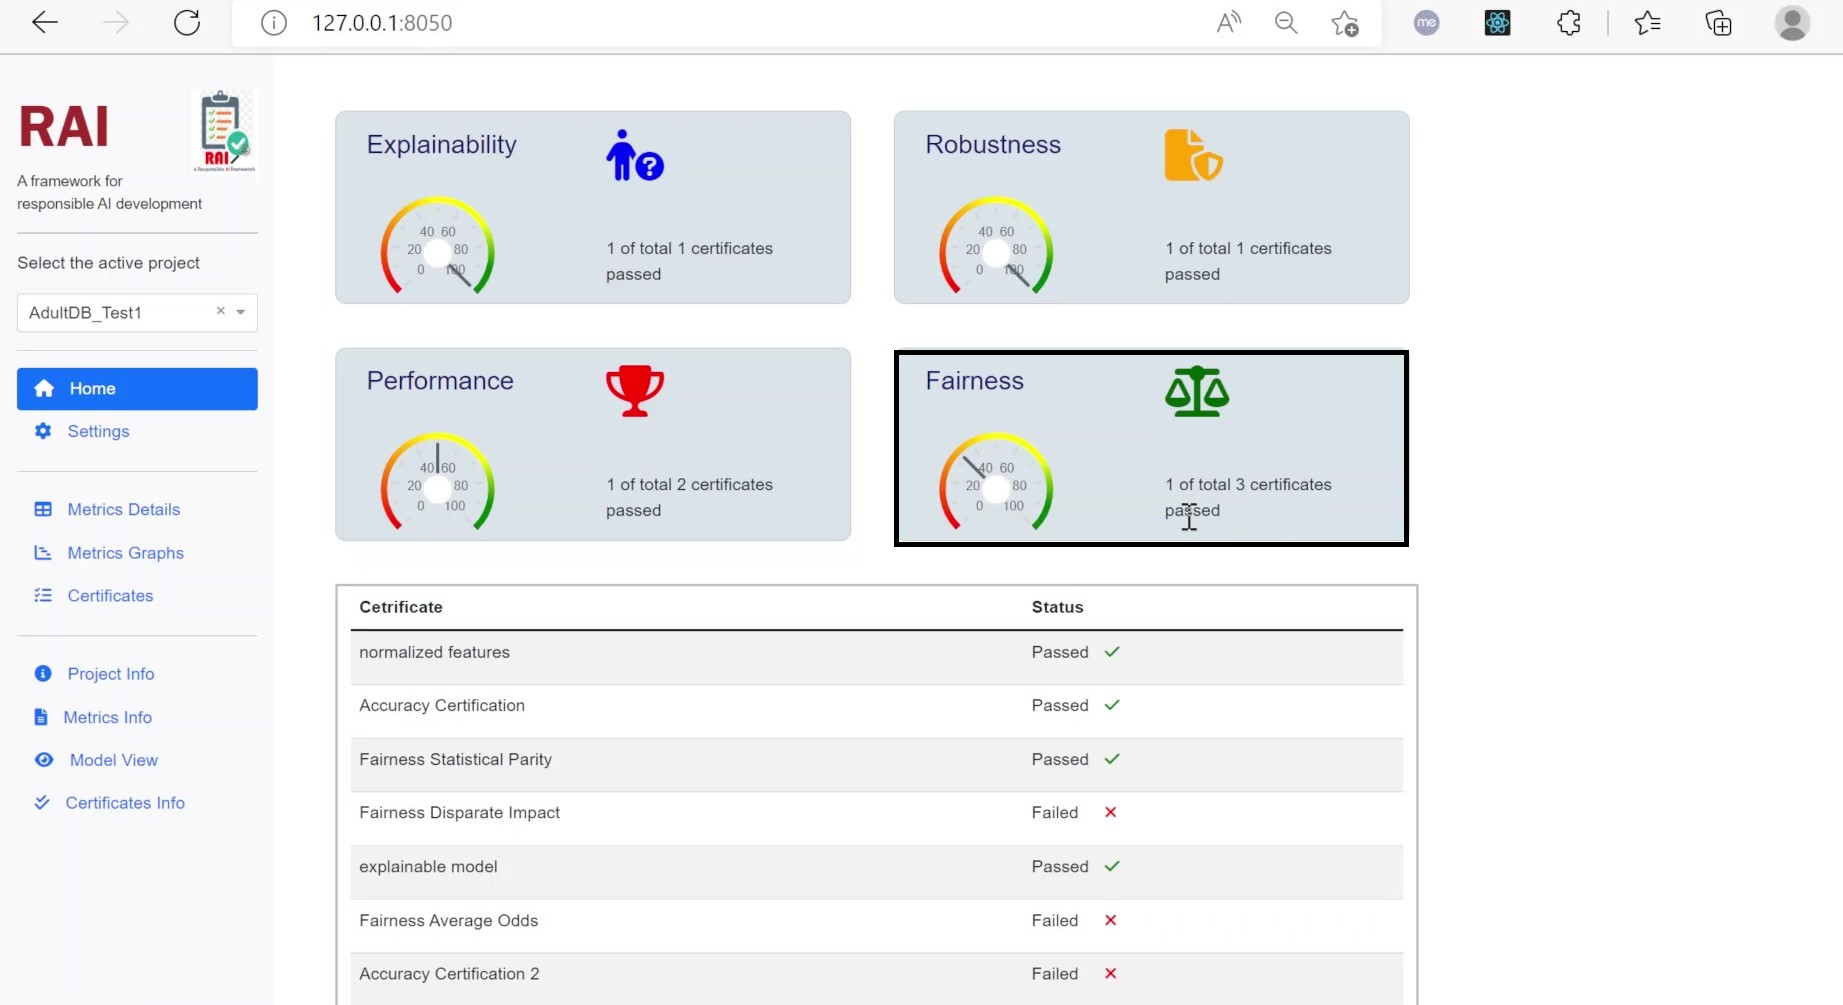 127.0.0.1:8050
A
me
RAI
RAI
a Responsible AI framework
A framework for
responsible AI development
Select the active project
AdultDB_Test1
Home
Settings
Metrics Details
Metrics Graphs
Certificates
Project Info
Metrics Info
Model View
Certificates Info
Explainability
?
40 60
20 80
0 100
1 of total 1 certificates
passed
Robustness
40 60
20 80
0 100
1 of total 1 certificates
passed
Performance
40 60
20 80
0 100
1 of total 2 certificates
passed
Fairness
40 60
20 80
0 100
1 of total 3 certificates
passed
Cetrificate Status
normalized features Passed
Accuracy Certification Passed
Fairness Statistical Parity Passed
Fairness Disparate Impact Failed
explainable model Passed
Fairness Average Odds Failed
Accuracy Certification 2 Failed